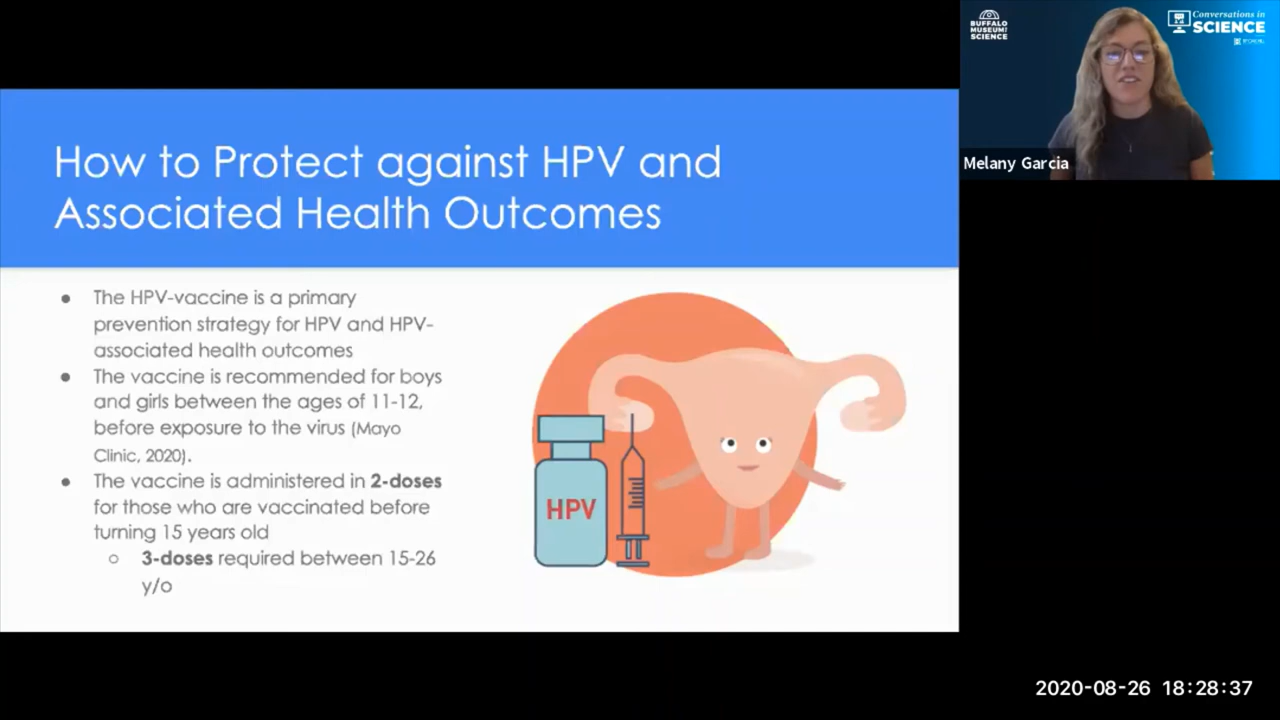 How to Protect against HPV and
Associated Health Outcomes
● The HPV-vaccine is a primary
prevention strategy for HPV and HPV-
associated health outcomes
● The vaccine is recommended for boys
and girls between the ages of 11-12,
before exposure to the virus (Mayo
Clinic, 2020).
● The vaccine is administered in 2-doses
for those who are vaccinated before
turning 15 years old
○ 3-doses required between 15-26
y/o
HPV
BUFFALO
MUSEUM OF
SCIENCE
Conversations in
SCIENCE
Melany Garcia
2020-08-26 18:28:37